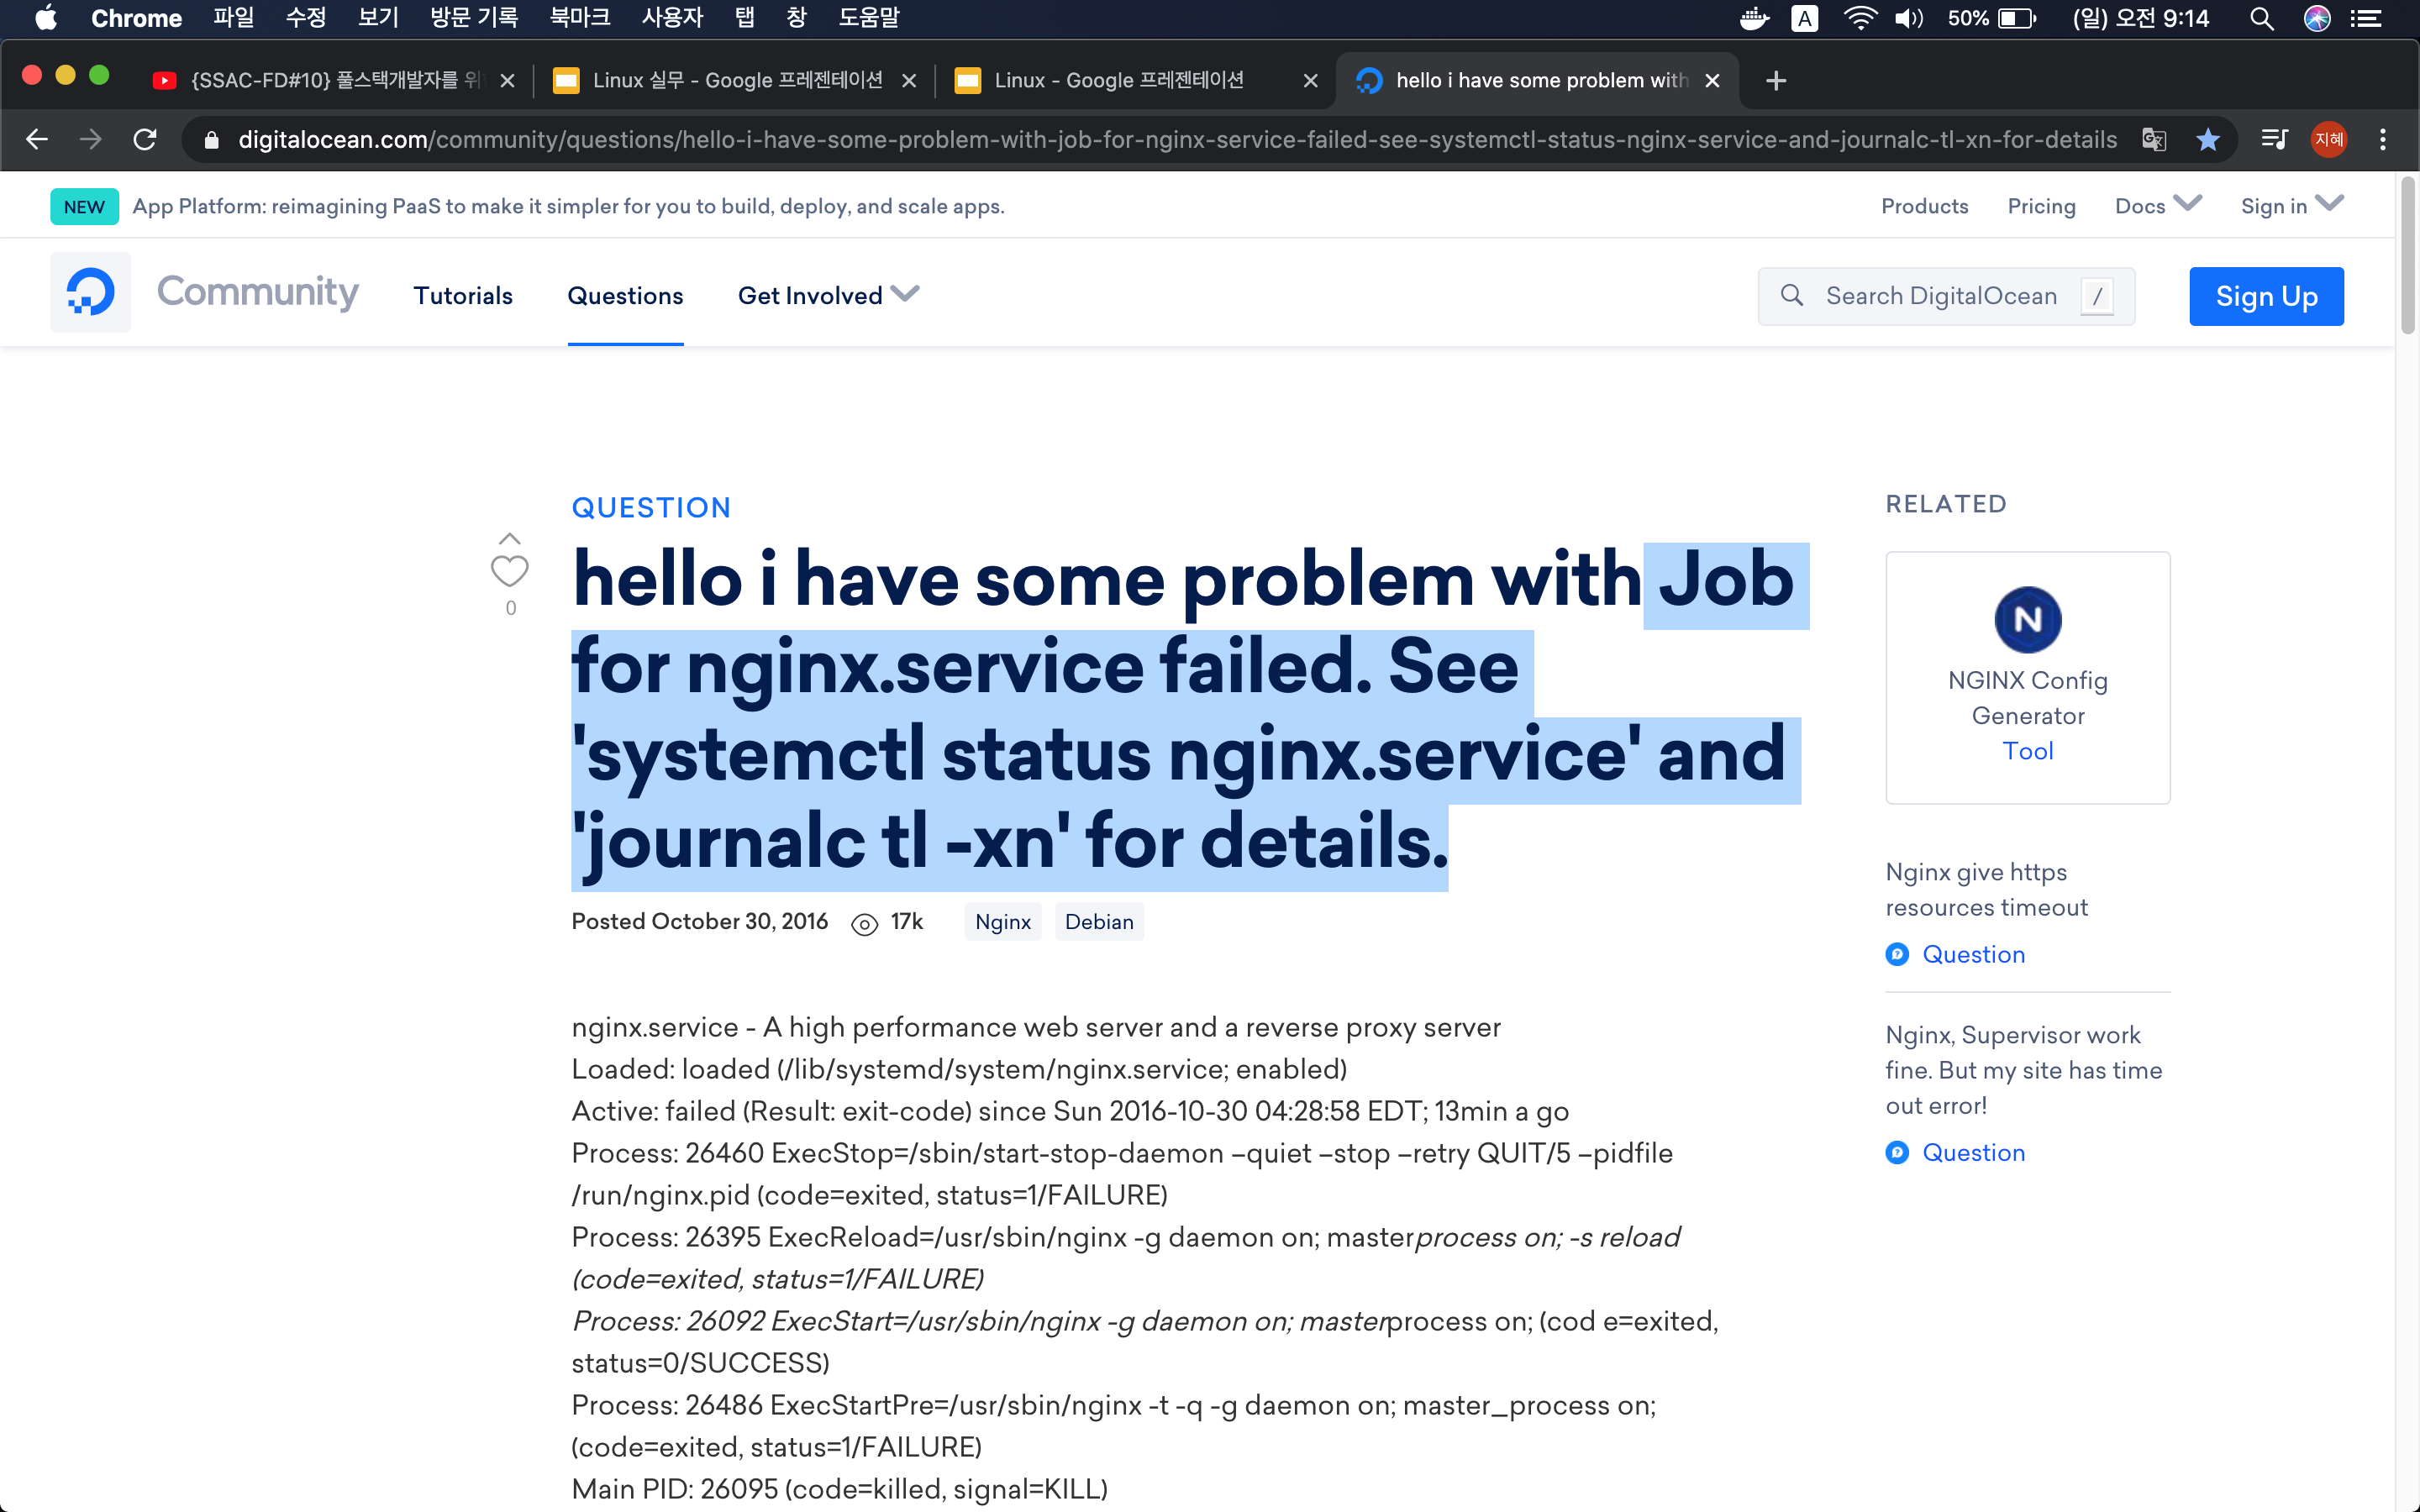 Chrome 파일 수정 보기 방문 기록 북마크 사용자 탭 창 도움말 A 50% (일) 오전 9:14
{SSAC-FD#10} 풀스택개발자를 위 Linux 실무 - Google 프레젠테이션 Linux - Google 프레젠테이션 hello i have some problem with
digitalocean.com/community/questions/hello-i-have-some-problem-with-job-for-nginx-service-failed-see-systemctl-status-nginx-service-and-journalc-tl-xn-for-details 지혜
NEW App Platform: reimagining PaaS to make it simpler for you to build, deploy, and scale apps. Products Pricing Docs Sign in
Community Tutorials Questions Get Involved Search DigitalOcean / Sign Up
QUESTION
hello i have some problem with Job
for nginx.service failed. See
'systemctl status nginx.service' and
'journalc tl -xn' for details.
0
Posted October 30, 2016 17k Nginx Debian
nginx.service - A high performance web server and a reverse proxy server
Loaded: loaded (/lib/systemd/system/nginx.service; enabled)
Active: failed (Result: exit-code) since Sun 2016-10-30 04:28:58 EDT; 13min a go
Process: 26460 ExecStop=/sbin/start-stop-daemon –quiet –stop –retry QUIT/5 –pidfile
/run/nginx.pid (code=exited, status=1/FAILURE)
Process: 26395 ExecReload=/usr/sbin/nginx -g daemon on; masterprocess on; -s reload
(code=exited, status=1/FAILURE)
Process: 26092 ExecStart=/usr/sbin/nginx -g daemon on; masterprocess on; (cod e=exited,
status=0/SUCCESS)
Process: 26486 ExecStartPre=/usr/sbin/nginx -t -q -g daemon on; master_process on;
(code=exited, status=1/FAILURE)
Main PID: 26095 (code=killed, signal=KILL)
RELATED
N
NGINX Config
Generator
Tool
Nginx give https
resources timeout
Question
Nginx, Supervisor work
fine. But my site has time
out error!
Question